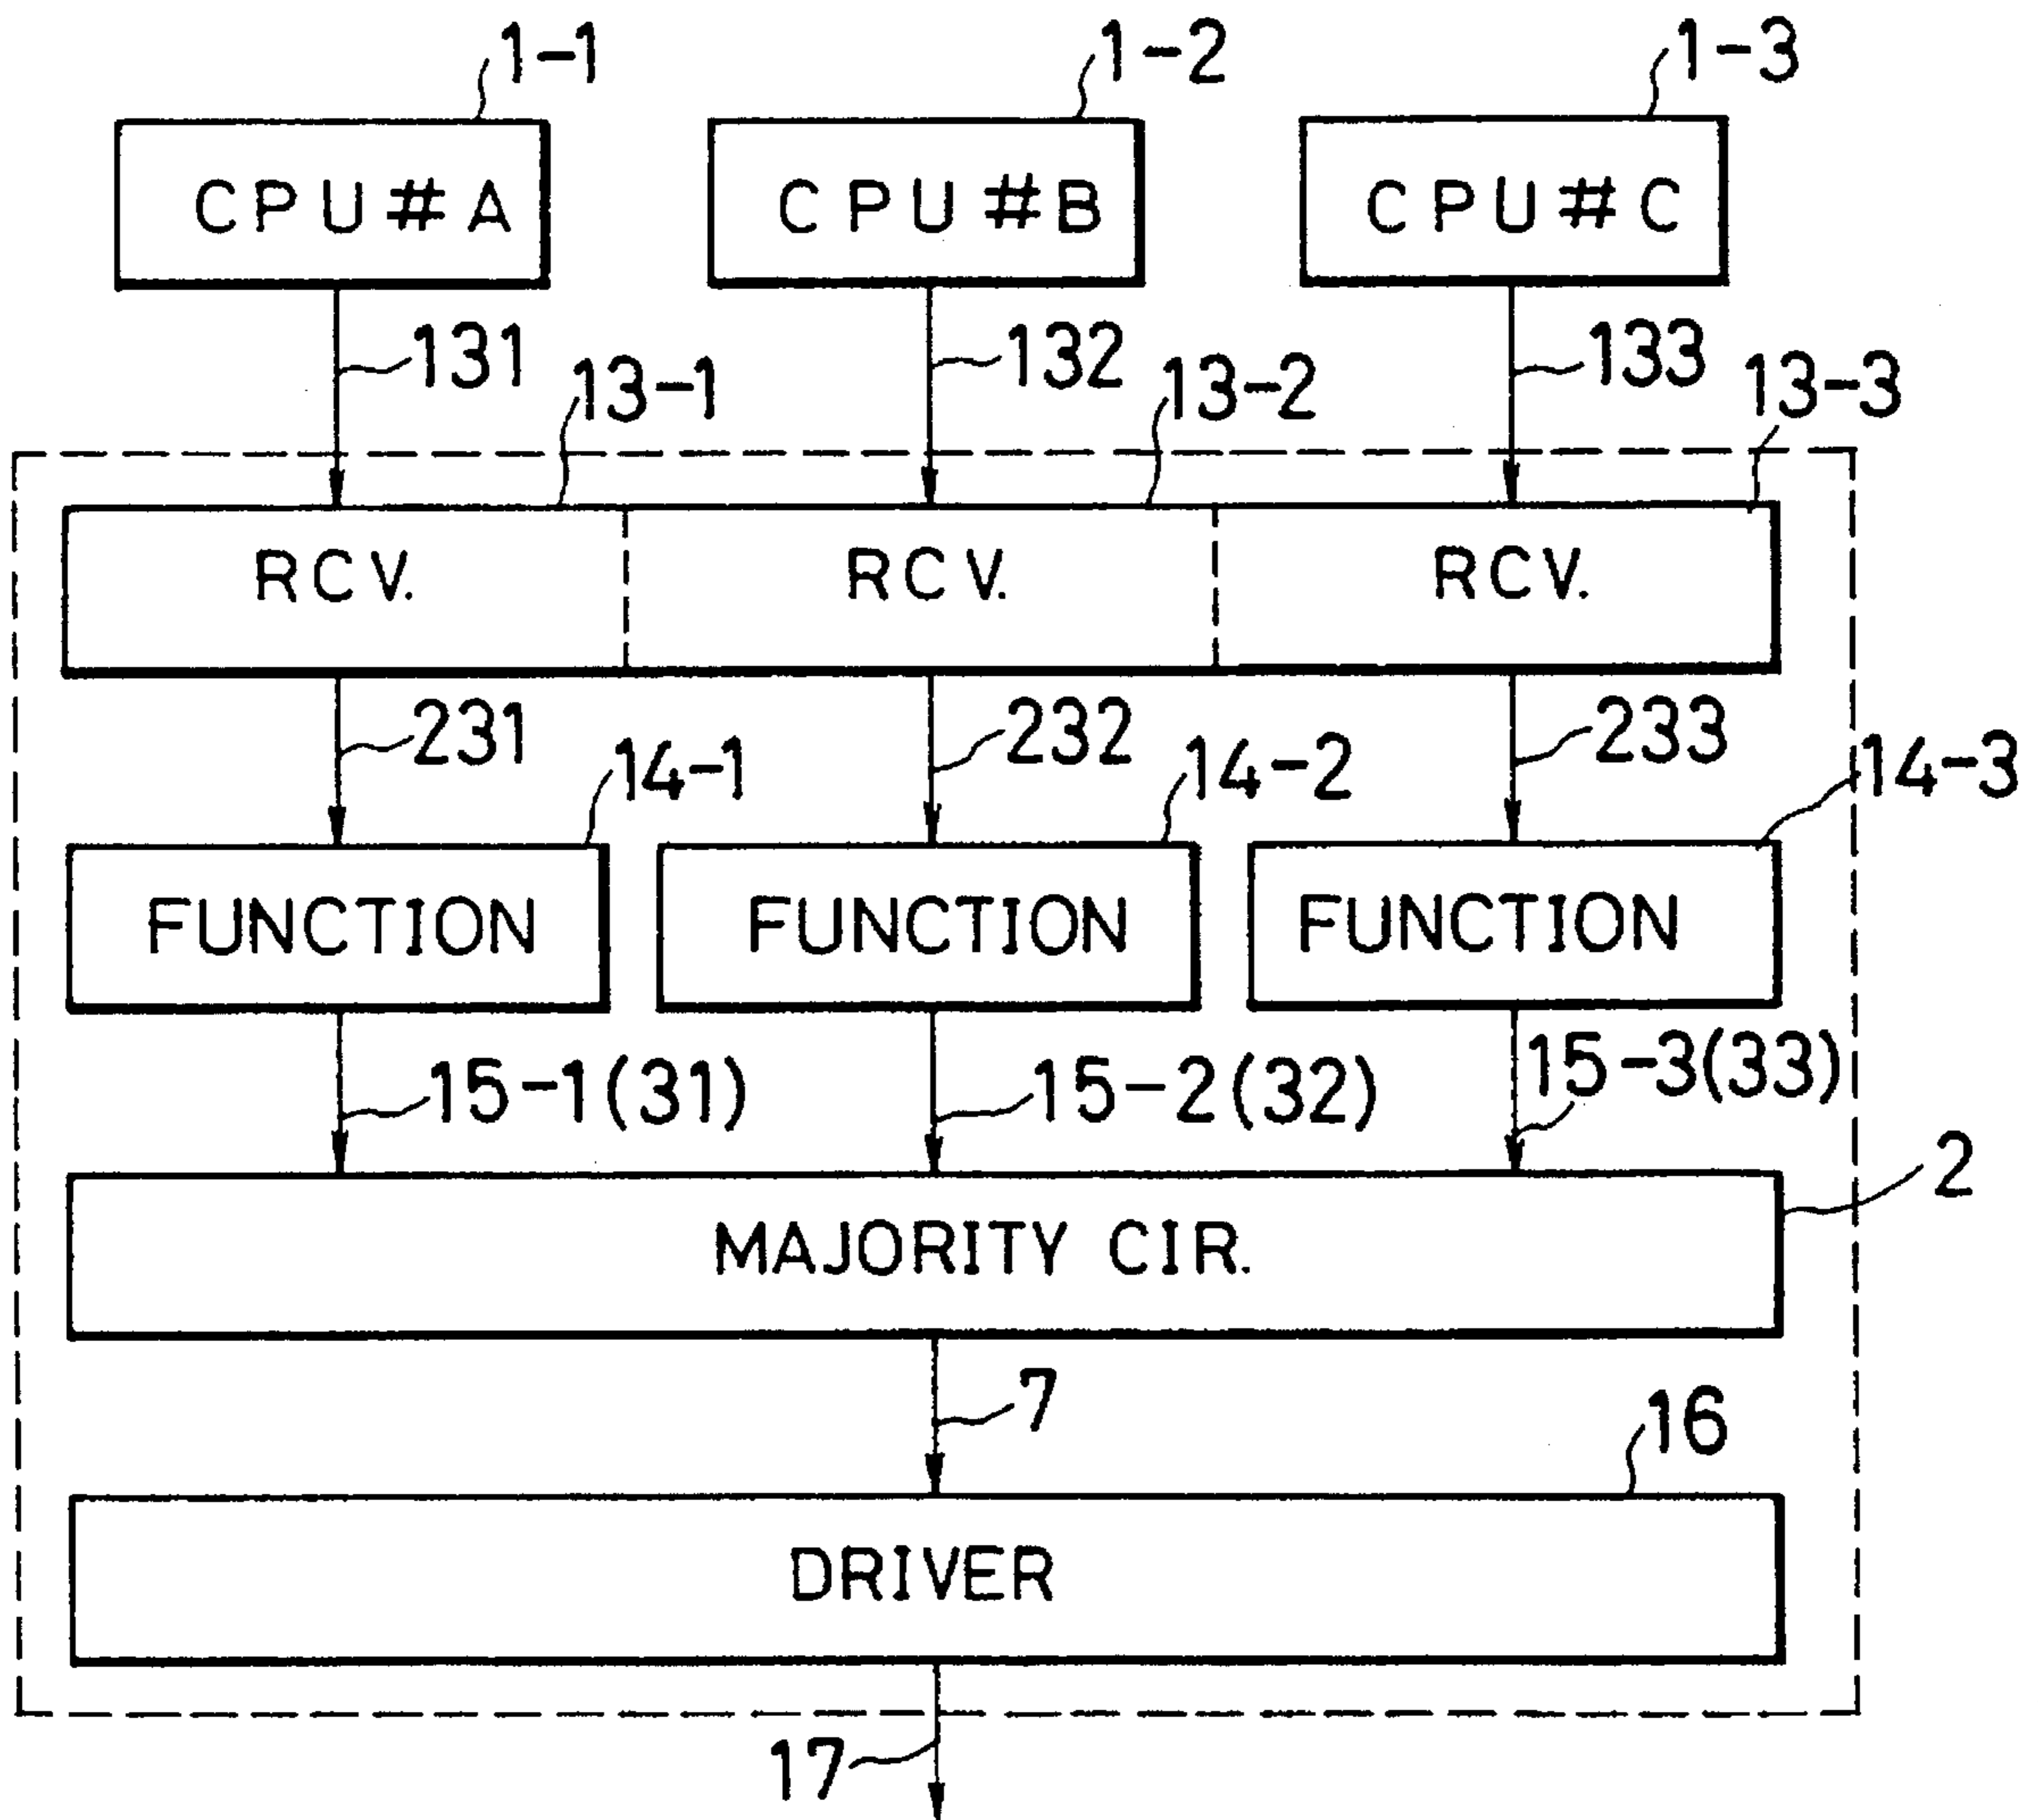 1-1 1-2 1-3
CPU#A CPU#B CPU#C
131 132 133
13-1 13-2 13-3
RCV. RCV. RCV.
231 232 233
14-1 14-2 14-3
FUNCTION FUNCTION FUNCTION
15-1(31) 15-2(32) 15-3(33)
2
MAJORITY CIR.
7
16
DRIVER
17